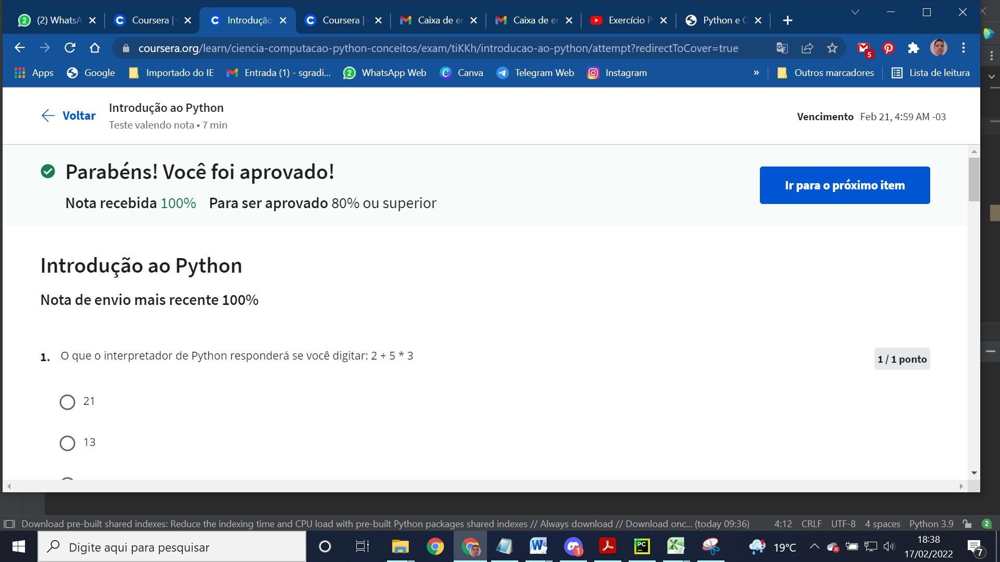 (2) WhatsA
Coursera |
Introdução
Coursera |
Caixa de er
Caixa de er
Exercício P
Python e C
coursera.org/learn/ciencia-computacao-python-conceitos/exam/tiKKh/introducao-ao-python/attempt?redirectToCover=true
5
Apps
Google
Importado do IE
Entrada (1) - sgradi...
WhatsApp Web
Canva
Telegram Web
Instagram
»
Outros marcadores
Lista de leitura
Voltar
Introdução ao Python
Teste valendo nota • 7 min
Vencimento Feb 21, 4:59 AM -03
Parabéns! Você foi aprovado!
Nota recebida 100% Para ser aprovado 80% ou superior
Ir para o próximo item
Introdução ao Python
Nota de envio mais recente 100%
1. O que o interpretador de Python responderá se você digitar: 2 + 5 * 3
1 / 1 ponto
21
13
Download pre-built shared indexes: Reduce the indexing time and CPU load with pre-built Python packages shared indexes // Always download // Download onc... (today 09:36)
4:12 CRLF UTF-8 4 spaces Python 3.9
2
Digite aqui para pesquisar
1
PC
19°C
18:38
17/02/2022
7